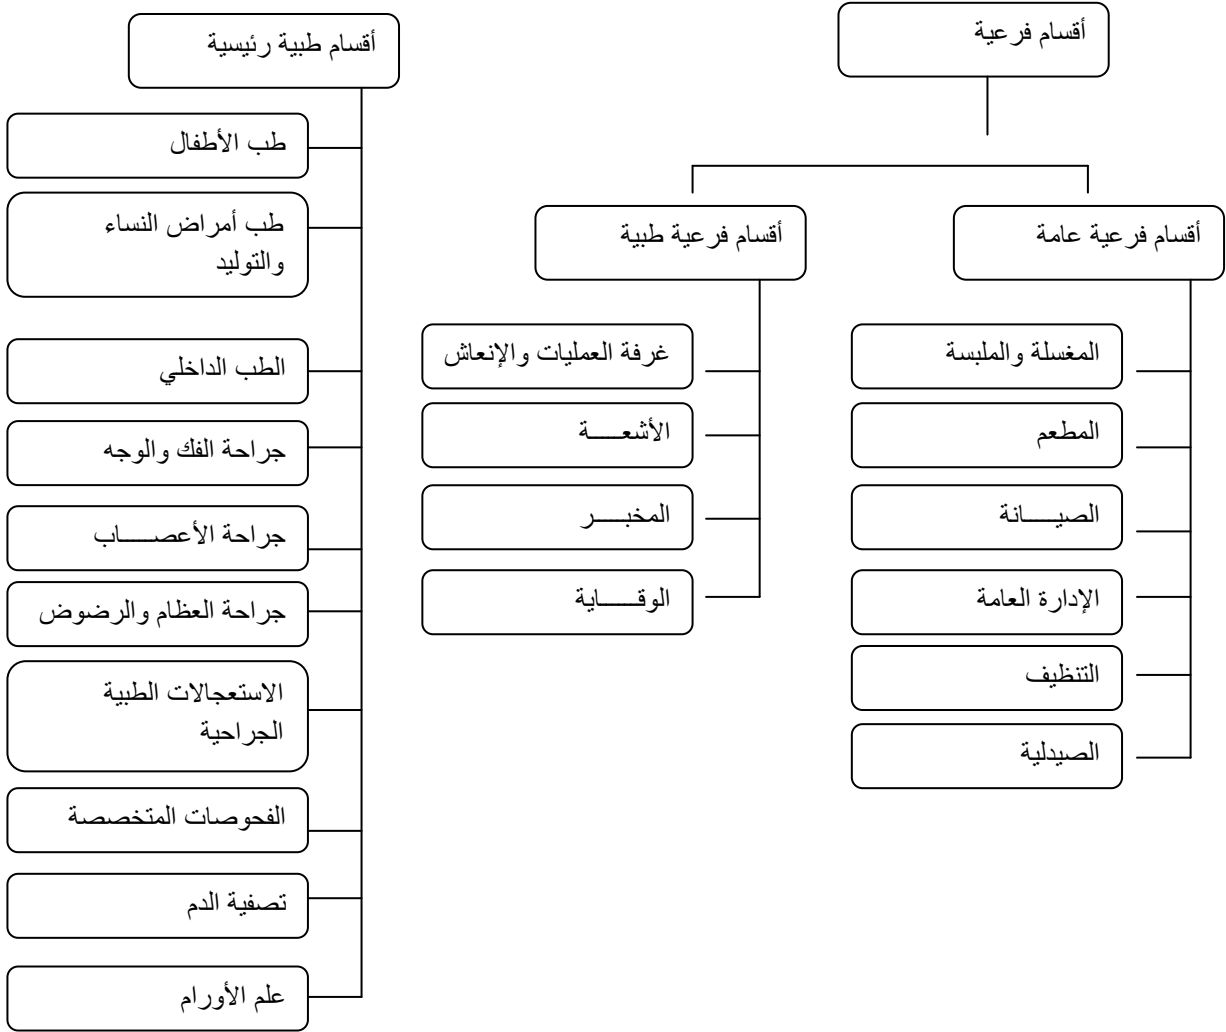 أقسام فرعية
أقسام فرعية عامة
المغسلة والملبسة
المطعم
الصيـــــانة
الإدارة العامة
التنظيف
الصيدلية
أقسام فرعية طبية
غرفة العمليات والإنعاش
الأشعـــــة
المخبـــــر
الوقـــــاية
أقسام طبية رئيسية
طب الأطفال
طب أمراض النساء
والتوليد
الطب الداخلي
جراحة الفك والوجه
جراحة الأعصـــــاب
جراحة العظام والرضوض
الاستعجالات الطبية
الجراحية
الفحوصات المتخصصة
تصفية الدم
علم الأورام